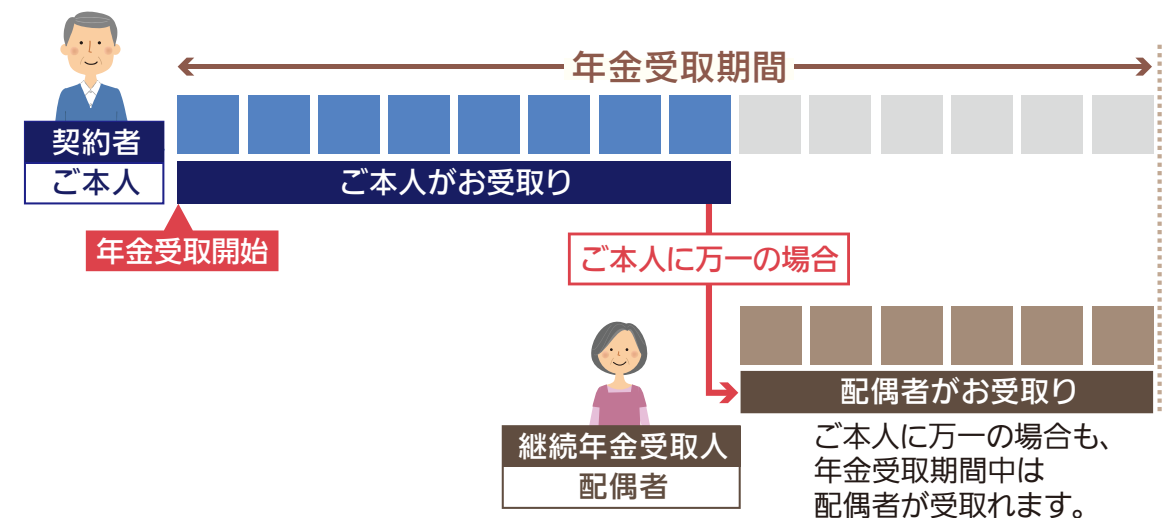 年金受取期間
契約者
ご本人
ご本人がお受取り
年金受取開始
ご本人に万一の場合
配偶者がお受取り
継続年金受取人
配偶者
ご本人に万一の場合も、
年金受取期間中は
配偶者が受取れます。